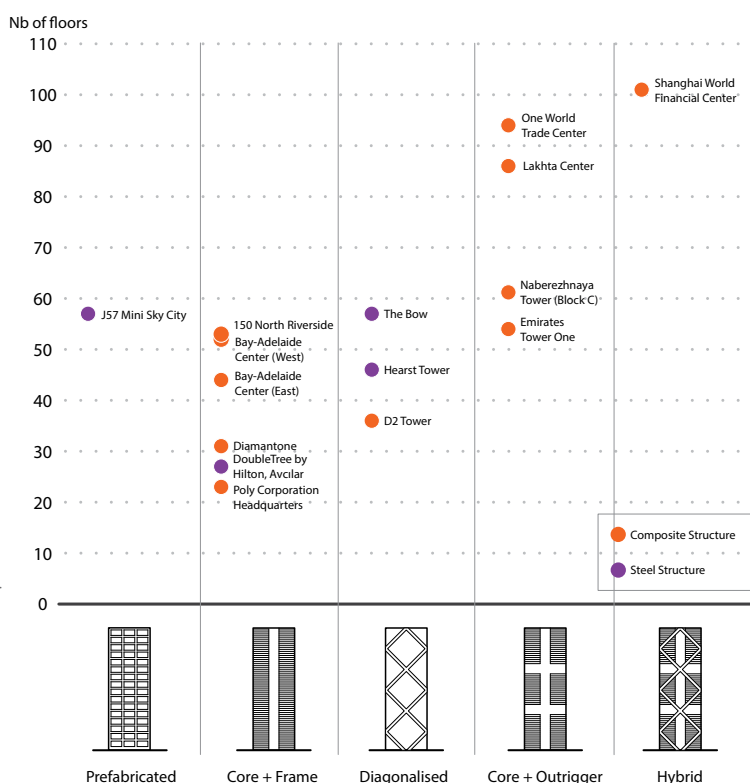 Nb of floors
110
100
90
80
70
60
50
40
30
20
10
0
Shanghai World
Financial Center
One World
Trade Center
Lakhta Center
Naberezhnaya
Tower (Block C)
Emirates
Tower One
J57 Mini Sky City
150 North Riverside
Bay-Adelaide
Center (West)
Bay-Adelaide
Center (East)
Diamantone
DoubleTree by
Hilton, Avcılar
Poly Corporation
Headquarters
The Bow
Hearst Tower
D2 Tower
Composite Structure
Steel Structure
Prefabricated
Core + Frame
Diagonalised
Core + Outrigger
Hybrid